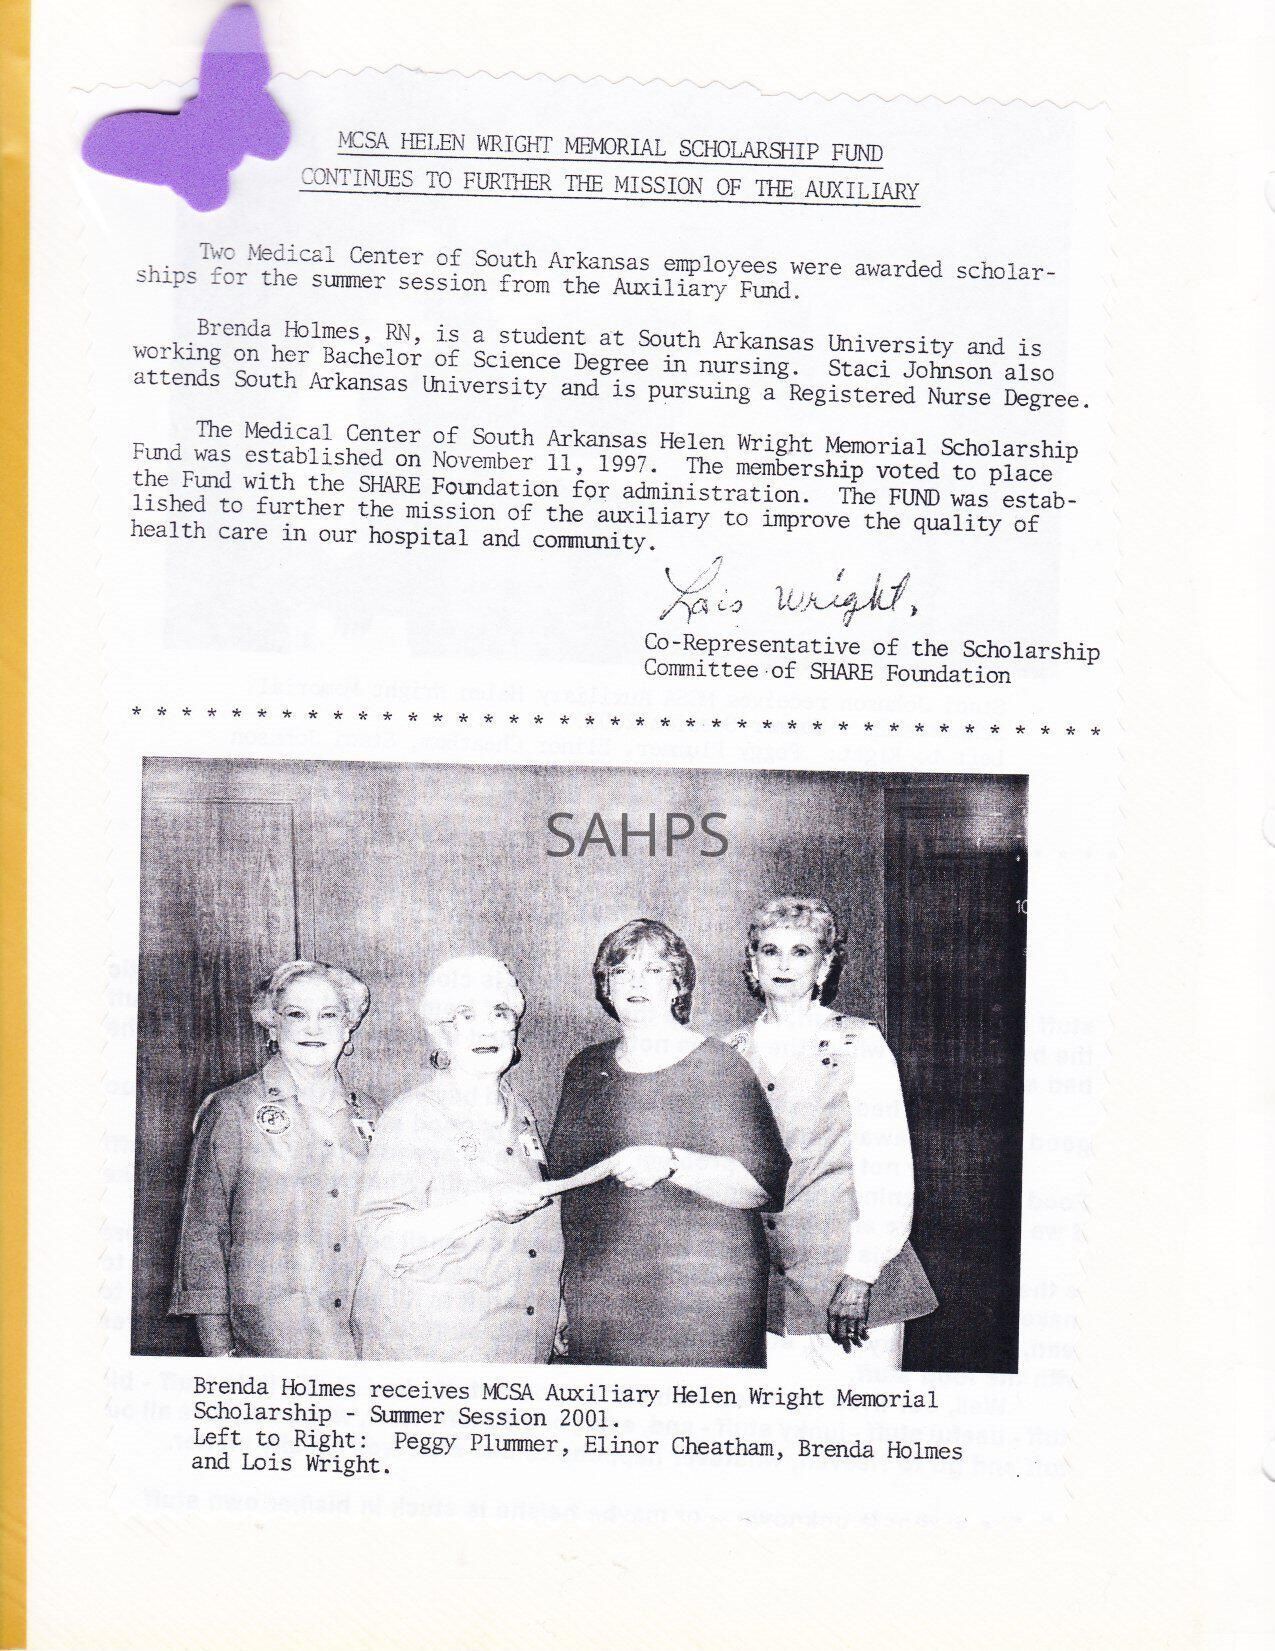 MCSA HELEN WRIGHT MEMORIAL SCHOLARSHIP FUND
CONTINUES TO FURTHER THE MISSION OF THE AUXILIARY
Two Medical Center of South Arkansas employees were awarded scholar-
ships for the summer session from the Auxiliary Fund.
Brenda Holmes, RN, is a student at South Arkansas University and is
working on her Bachelor of Science Degree in nursing. Staci Johnson also
attends South Arkansas University and is pursuing a Registered Nurse Degree.
The Medical Center of South Arkansas Helen Wright Memorial Scholarship
Fund was established on November 11, 1997. The membership voted to place
the Fund with the SHARE Foundation for administration. The FUND was estab-
lished to further the mission of the auxiliary to improve the quality of
health care in our hospital and community.
Lois Wright,
Co-Representative of the Scholarship
Committee of SHARE Foundation
* * * * * * * * * * * * * * * * * * * * * * * * * * * * * * * * * * * * * * *
SAHPS
10
Brenda Holmes receives MCSA Auxiliary Helen Wright Memorial
Scholarship - Summer Session 2001.
Left to Right: Peggy Plummer, Elinor Cheatham, Brenda Holmes
and Lois Wright.